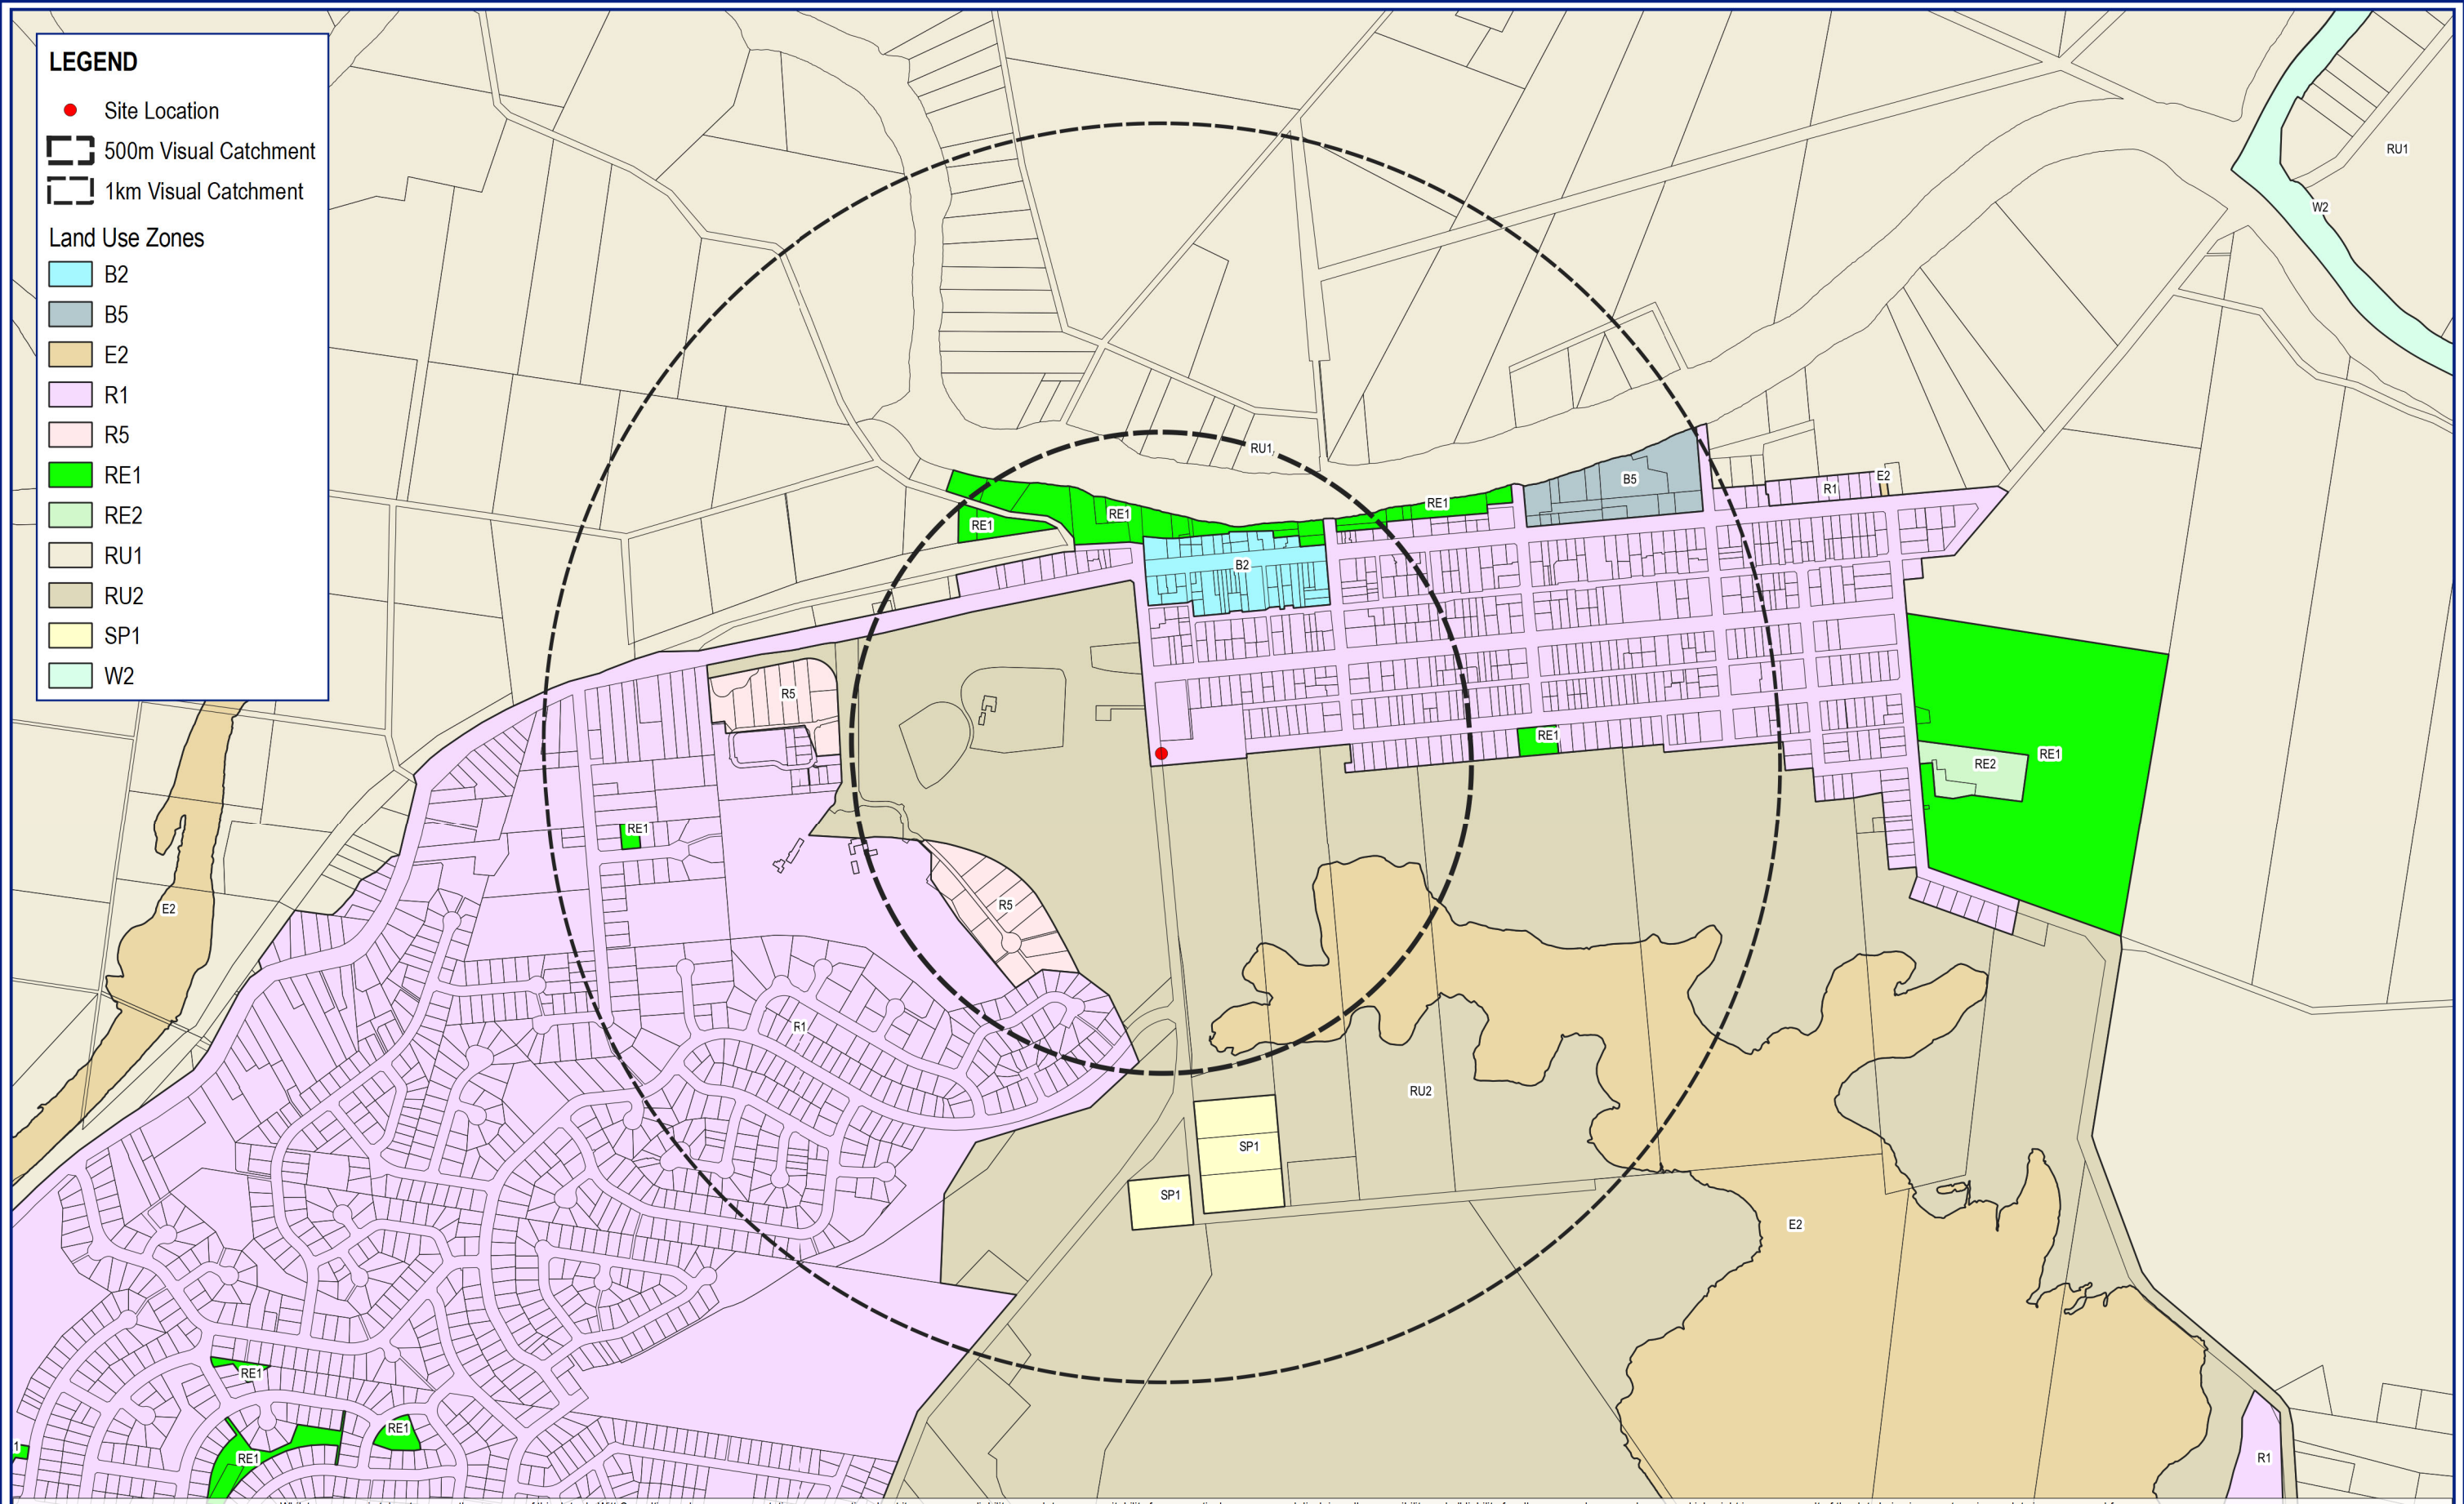 LEGEND
Site Location
500m Visual Catchment
1km Visual Catchment
Land Use Zones
B2
B5
E2
R1
R5
RE1
RE2
RU1
RU2
SP1
W2
RU1
W2
RU1
B5
E2
R1
RE1
RE1
RE1
B2
R5
RE1
RE1
RE2
RE1
R5
E2
R1
RU2
SP1
SP1
E2
RE1
RE1
RE1
1
R1